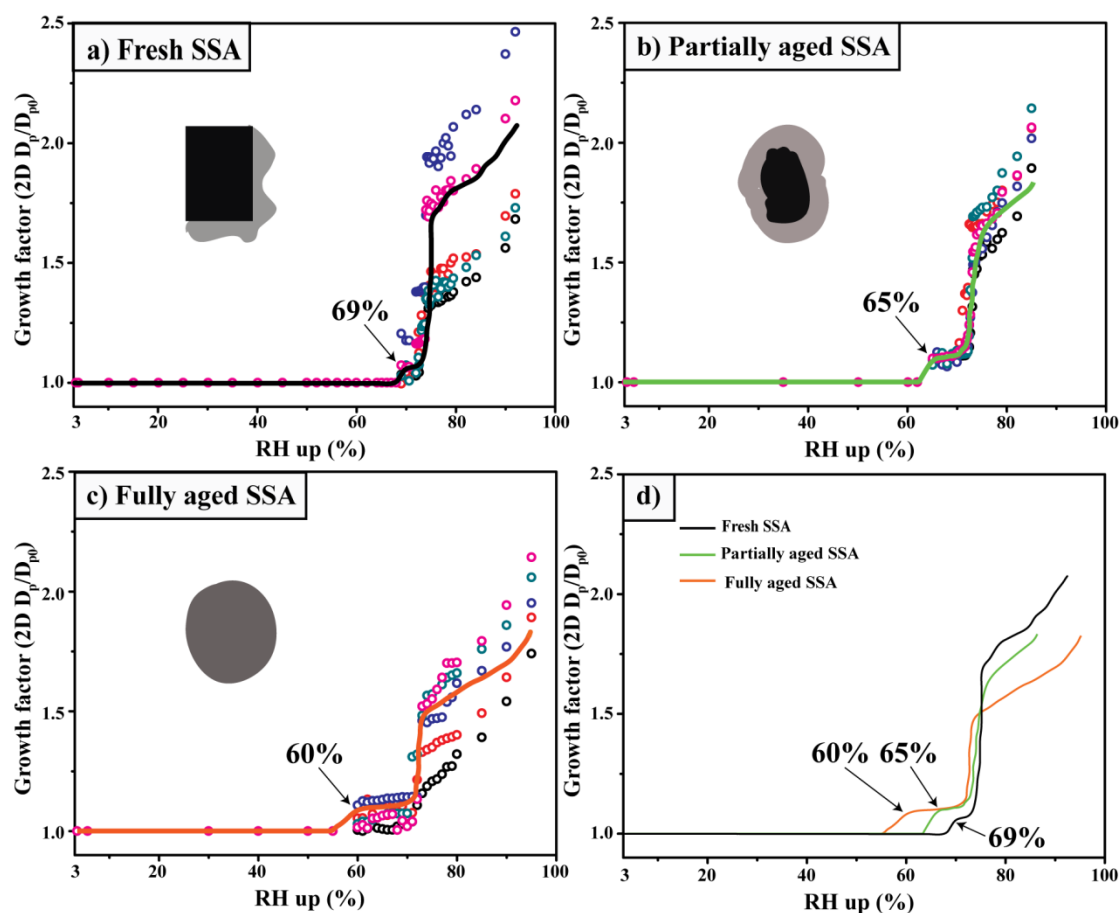 a) Fresh SSA
Growth factor (2D Dp/Dp0)
2.5
2.0
1.5
1.0
69%
3 20 40 60 80 100
RH up (%)
b) Partially aged SSA
Growth factor (2D Dp/Dp0)
2.5
2.0
1.5
1.0
65%
3 20 40 60 80 100
RH up (%)
c) Fully aged SSA
Growth factor (2D Dp/Dp0)
2.5
2.0
1.5
1.0
60%
3 20 40 60 80 100
RH up (%)
d)
Growth factor (2D Dp/Dp0)
2.5
2.0
1.5
1.0
Fresh SSA
Partially aged SSA
Fully aged SSA
60% 65%
69%
3 20 40 60 80 100
RH up (%)